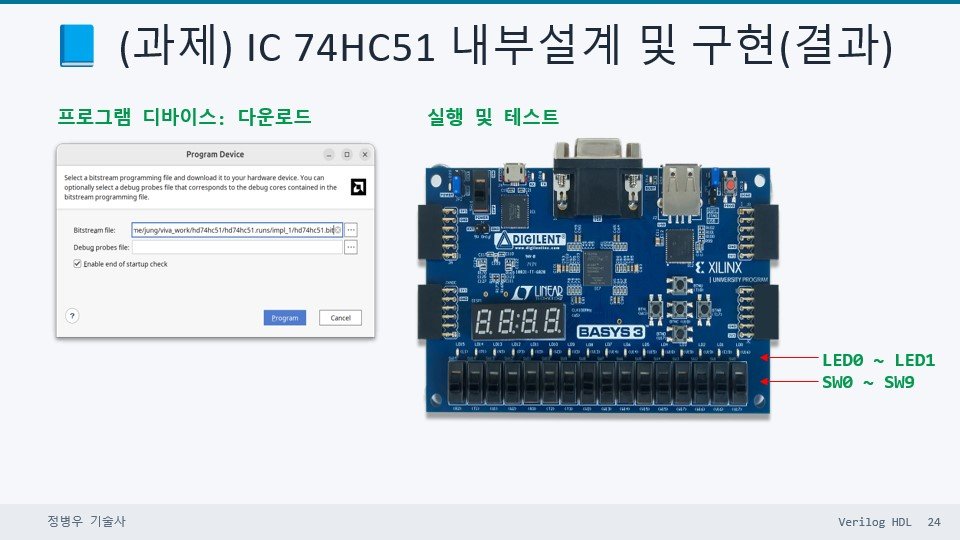 (과제) IC 74HC51 내부설계 및 구현(결과)
프로그램 디바이스: 다운로드
실행 및 테스트
Program Device
Select a bitstream programming file and download it to your hardware device. You can
optionally select a debug probes file that corresponds to the debug cores contained in the
bitstream programming file.
Bitstream file:
me/jung/viva_work/hd74hc51/hd74hc51.runs/impl_1/hd74hc51.bit
Debug probes file:
Enable end of startup check
?
Program
Cancel
DIGILENT
XILINX
UNIVERSITY PROGRAM
LINEAR
TECHNOLOGY
BASYS 3
LED0 ~ LED1
SW0 ~ SW9
정병우 기술사
Verilog HDL 24